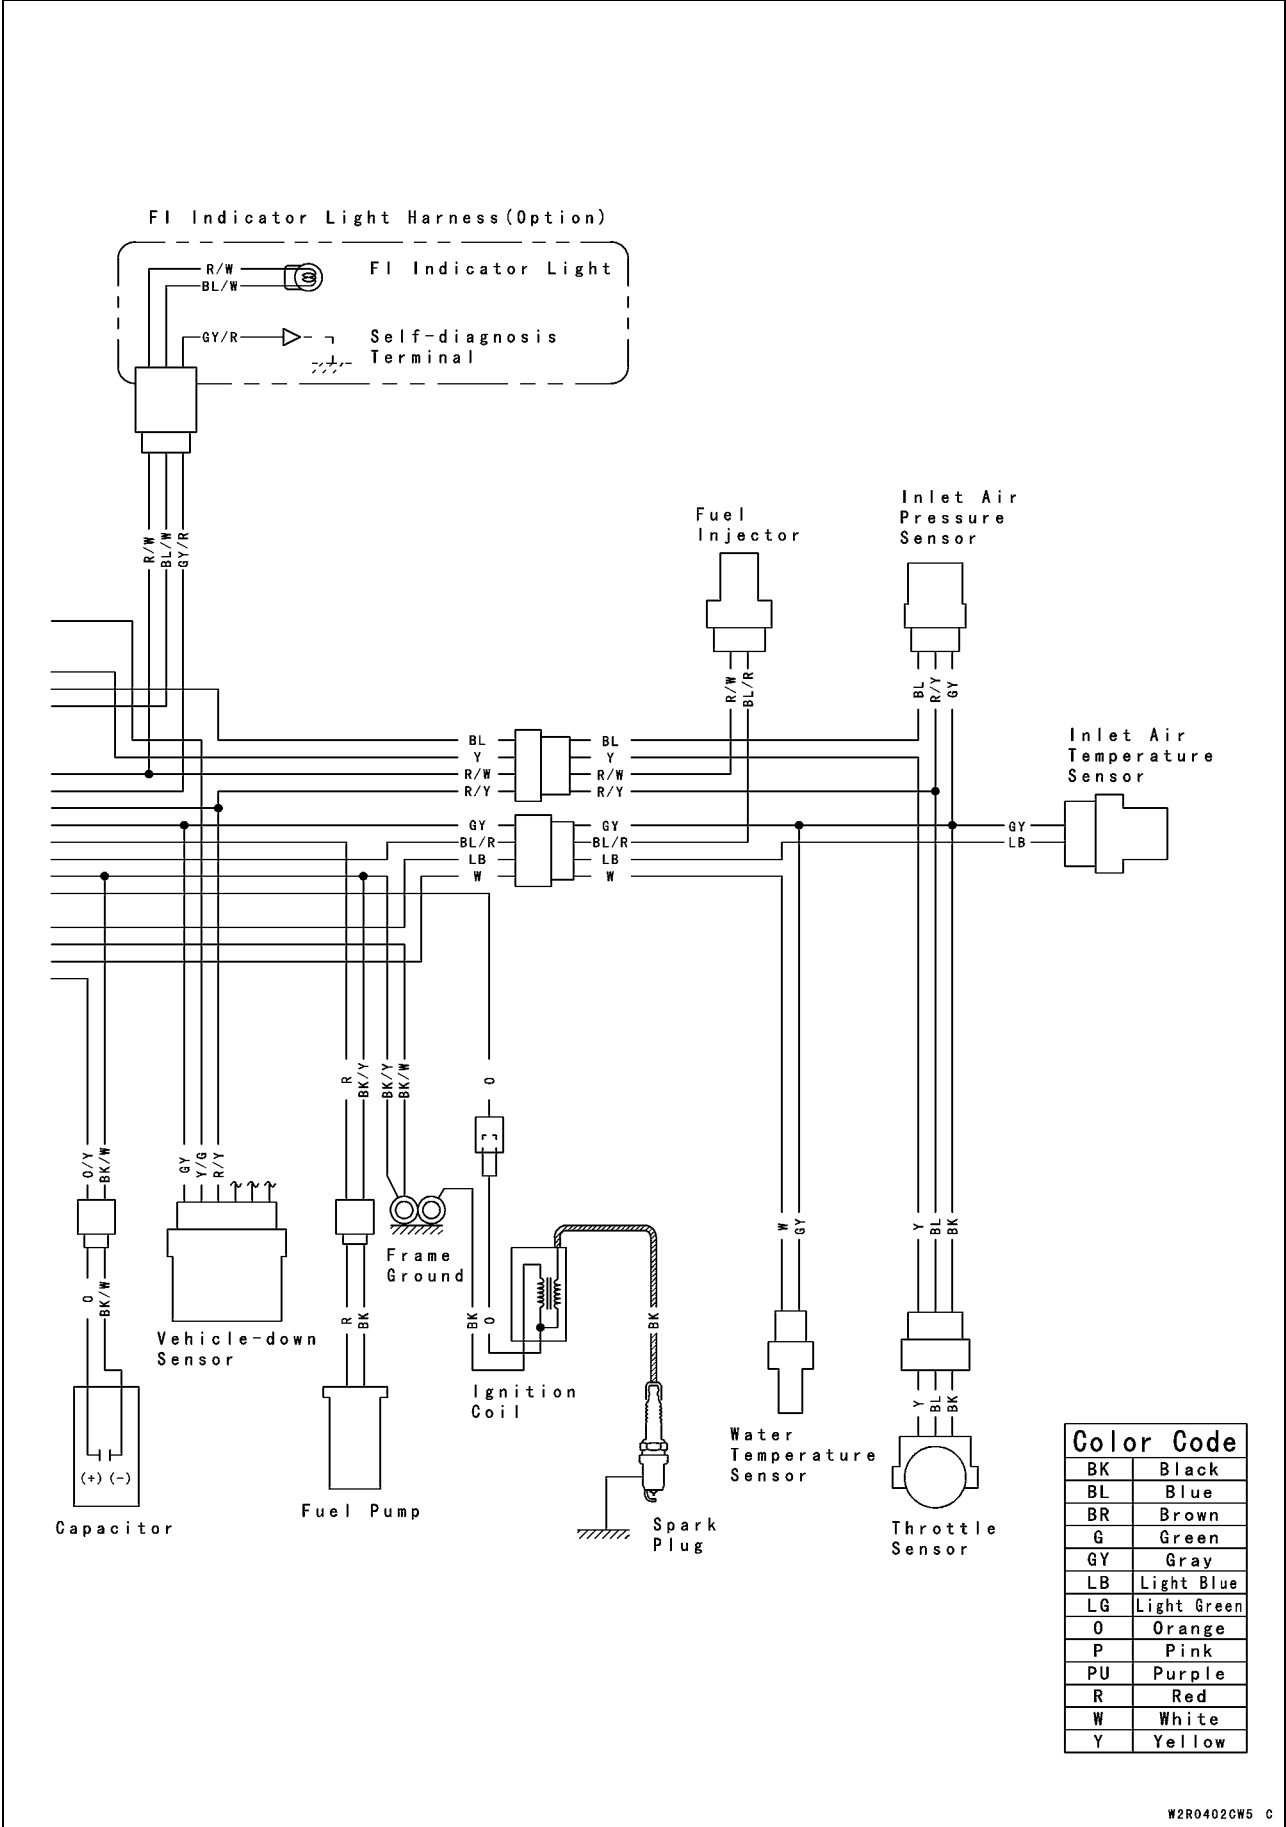 FI Indicator Light Harness(Option)
R/W
FI Indicator Light
BL/W
GY/R
Self-diagnosis
Terminal
R/W
BL/W
GY/R
Fuel
Injector
Inlet Air
Pressure
Sensor
R/W
BL/R
BL
R/Y
GY
Inlet Air
Temperature
Sensor
BL
BL
Y
Y
R/W
R/W
R/Y
R/Y
GY
GY
GY
BL/R
BL/R
LB
LB
LB
W
W
R
BK/Y
BK/Y
BK/W
O
O/Y
BK/W
GY
Y/G
R/Y
W
GY
Y
BL
BK
Frame
Ground
O
BK/W
R
BK
BK
O
BK
Vehicle-down
Sensor
Ignition
Coil
Y
BL
BK
(+) (-)
Capacitor
Fuel Pump
Spark
Plug
Water
Temperature
Sensor
Throttle
Sensor
Color Code
BK Black
BL Blue
BR Brown
G Green
GY Gray
LB Light Blue
LG Light Green
O Orange
P Pink
PU Purple
R Red
W White
Y Yellow
W2R0402CW5 C